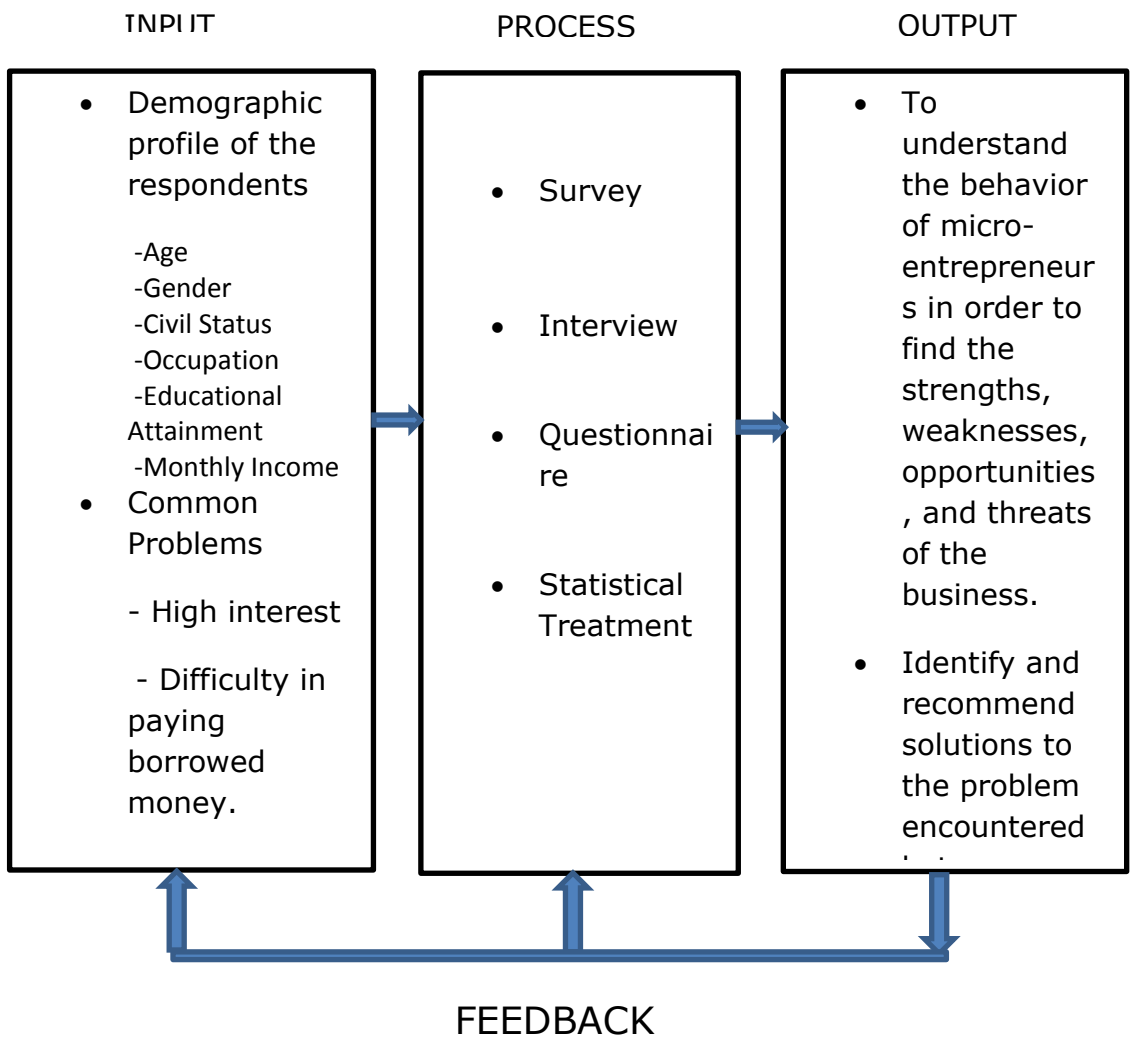 INPUT
PROCESS
OUTPUT
• Demographic
profile of the
respondents
-Age
-Gender
-Civil Status
-Occupation
-Educational
Attainment
-Monthly Income
• Common
Problems
- High interest
- Difficulty in
paying
borrowed
money.
• Survey
• Interview
• Questionnai
re
• Statistical
Treatment
• To
understand
the behavior
of micro-
entrepreneur
s in order to
find the
strengths,
weaknesses,
opportunities
, and threats
of the
business.
• Identify and
recommend
solutions to
the problem
encountered
FEEDBACK